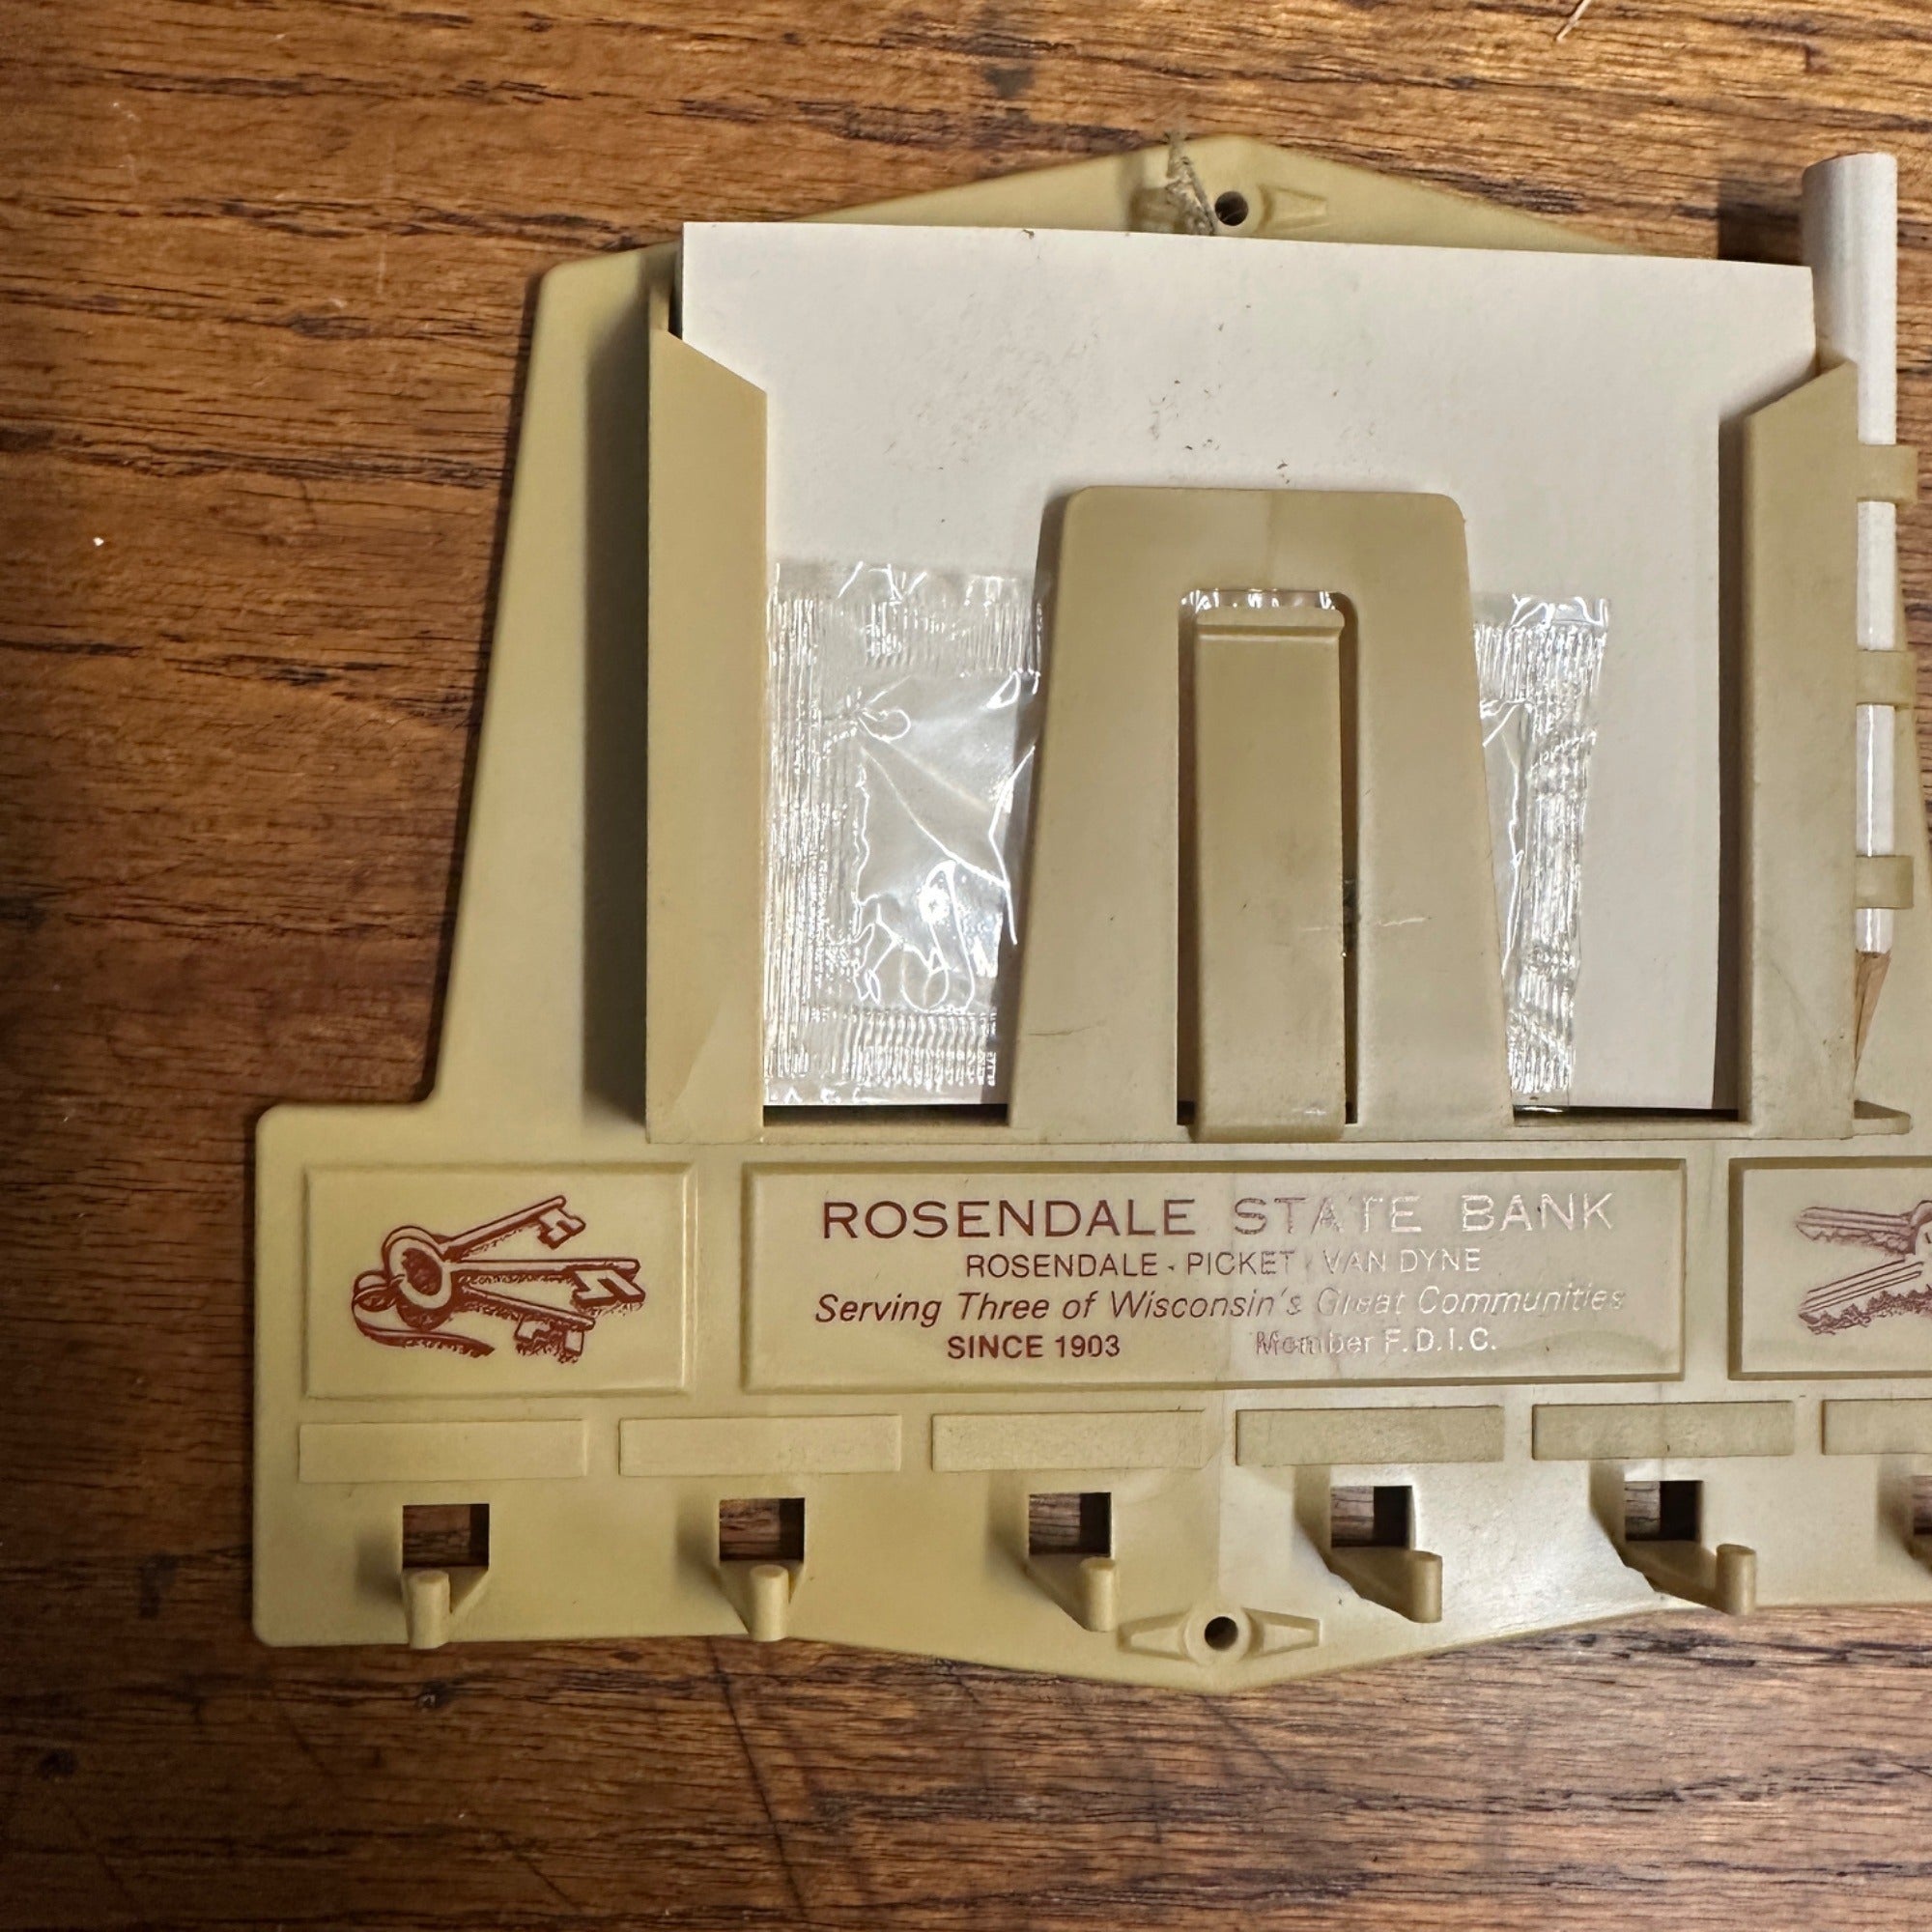 ROSENDALE STATE BANK
ROSENDALE - PICKET - VAN DYNE
Serving Three of Wisconsin's Great Communities
SINCE 1903 Member F.D.I.C.